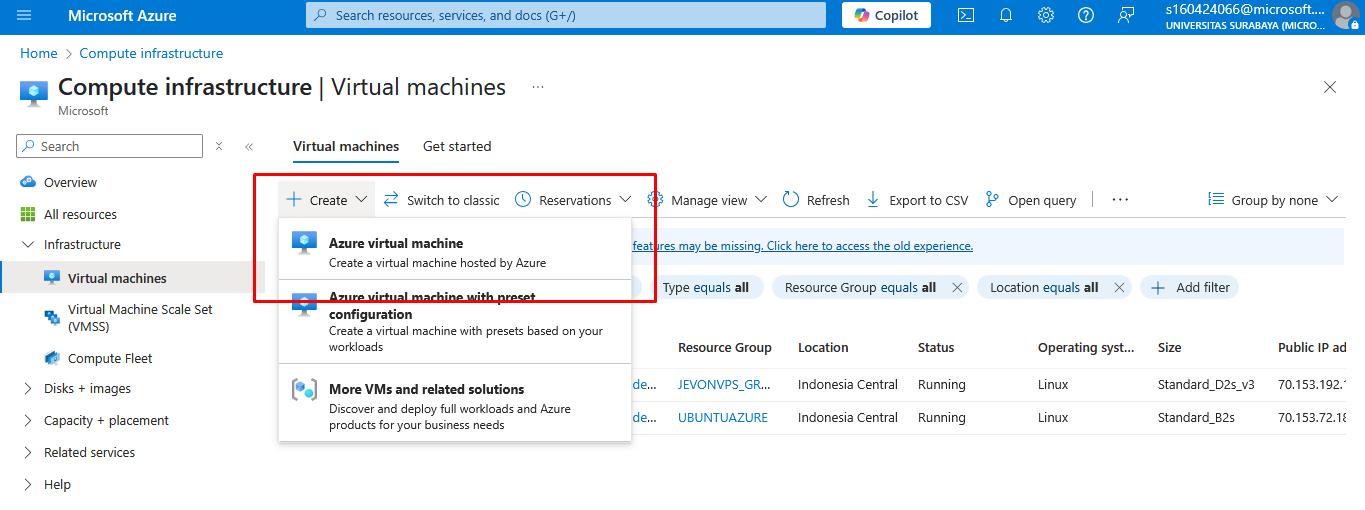 Microsoft Azure
Search resources, services, and docs (G+/)
Copilot
s160424066@microsoft....
UNIVERSITAS SURABAYA (MICRO...
Home > Compute infrastructure
Compute infrastructure | Virtual machines ...
Microsoft
Search
Overview
All resources
Infrastructure
Virtual machines
Virtual Machine Scale Set
(VMSS)
Compute Fleet
Disks + images
Capacity + placement
Related services
Help
Virtual machines Get started
Create Switch to classic Reservations Manage view Refresh Export to CSV Open query ... Group by none
Azure virtual machine
Create a virtual machine hosted by Azure
Azure virtual machine with preset
configuration
Create a virtual machine with presets based on your
workloads
More VMs and related solutions
Discover and deploy full workloads and Azure
products for your business needs
features may be missing. Click here to access the old experience.
Type equals all Resource Group equals all Location equals all Add filter
Resource Group Location Status Operating syst... Size Public IP ad
de... JEVONVPS_GR... Indonesia Central Running Linux Standard_D2s_v3 70.153.192.1
de... UBUNTUAZURE Indonesia Central Running Linux Standard_B2s 70.153.72.18